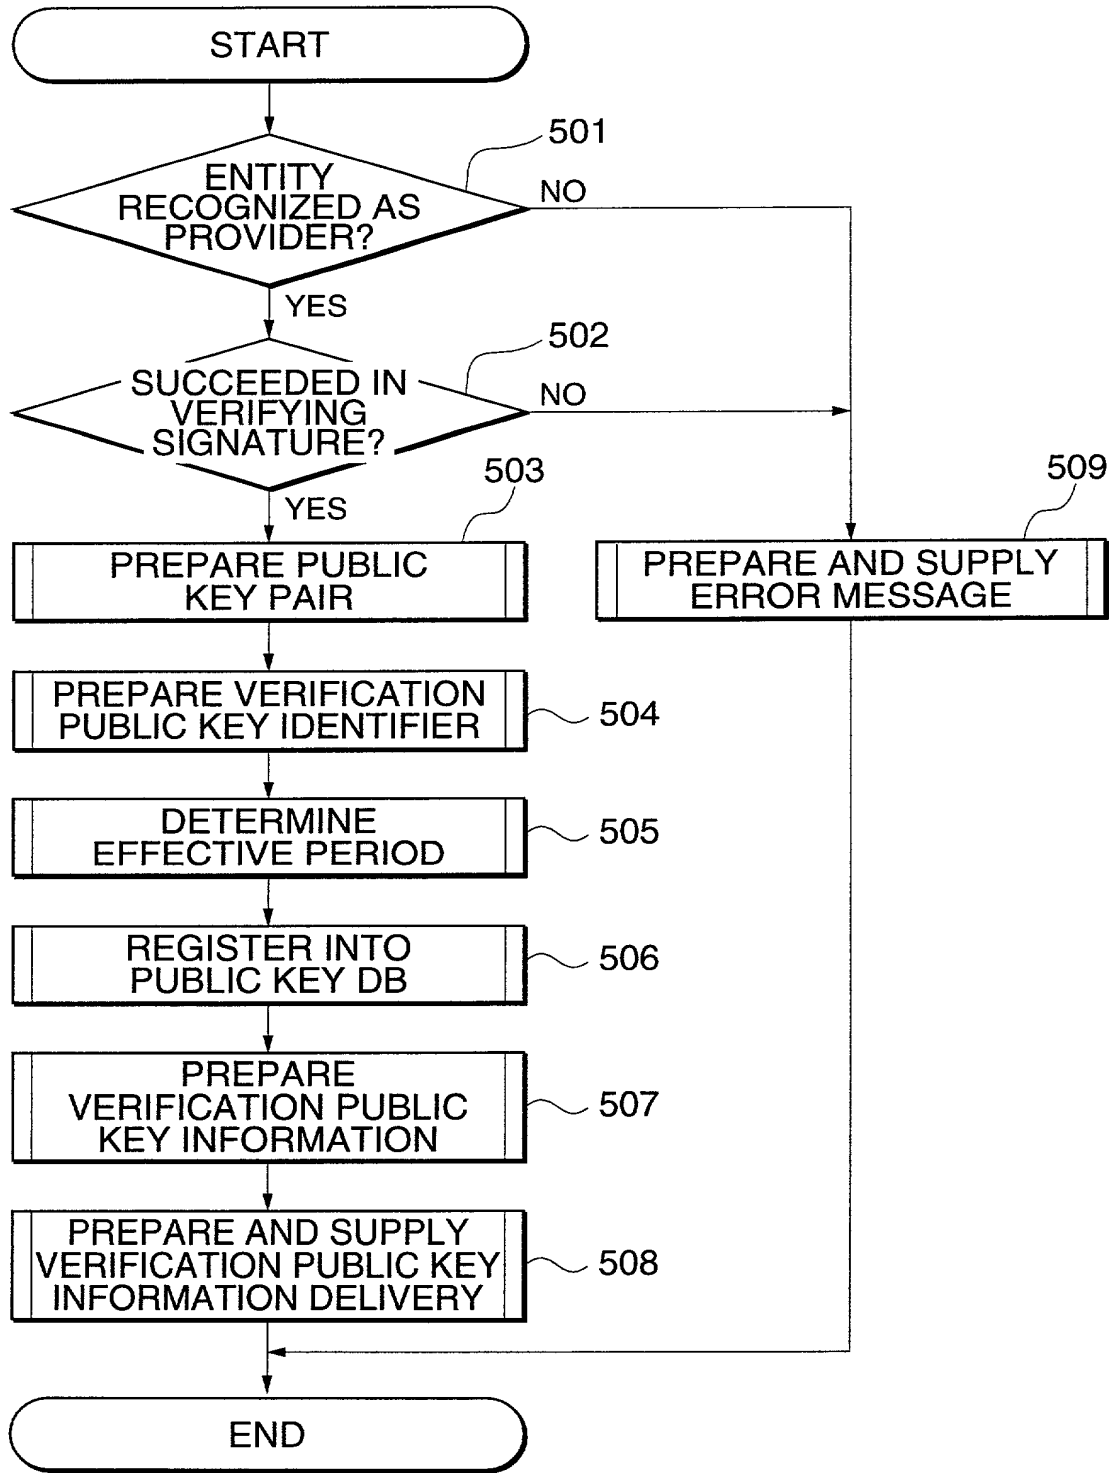 START
501
ENTITY
RECOGNIZED AS
PROVIDER?
NO
YES
502
SUCCEEDED IN
VERIFYING
SIGNATURE?
NO
YES
503
PREPARE PUBLIC
KEY PAIR
509
PREPARE AND SUPPLY
ERROR MESSAGE
PREPARE VERIFICATION
PUBLIC KEY IDENTIFIER
504
DETERMINE
EFFECTIVE PERIOD
505
REGISTER INTO
PUBLIC KEY DB
506
PREPARE
VERIFICATION PUBLIC
KEY INFORMATION
507
PREPARE AND SUPPLY
VERIFICATION PUBLIC KEY
INFORMATION DELIVERY
508
END